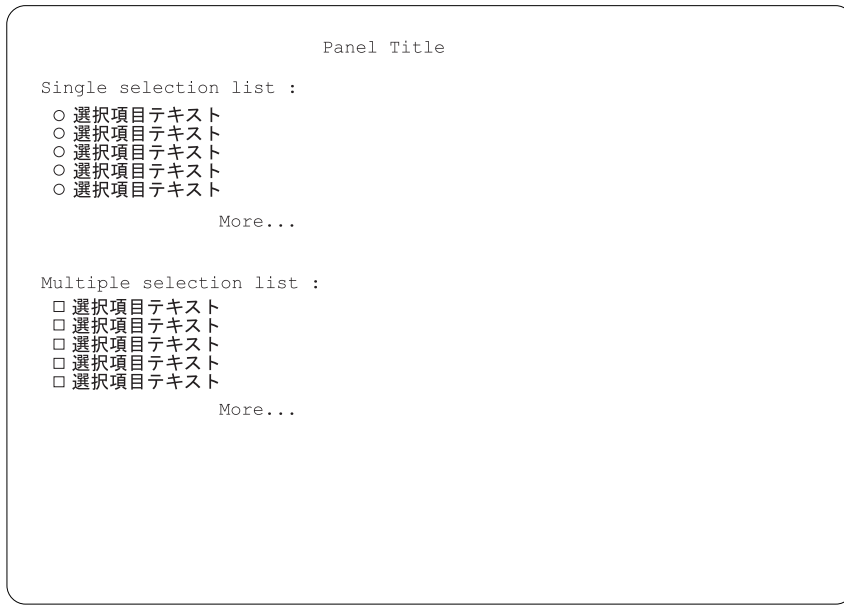 Panel Title
Single selection list :
○ 選択項目テキスト
○ 選択項目テキスト
○ 選択項目テキスト
○ 選択項目テキスト
○ 選択項目テキスト
More...
Multiple selection list :
□ 選択項目テキスト
□ 選択項目テキスト
□ 選択項目テキスト
□ 選択項目テキスト
□ 選択項目テキスト
More...